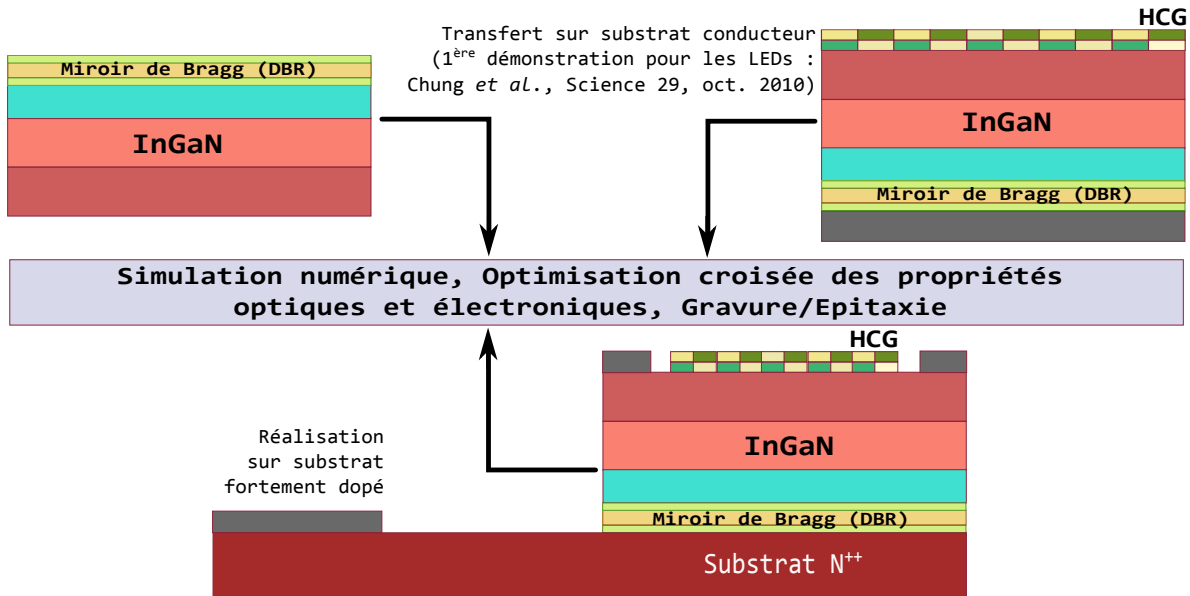 Miroir de Bragg (DBR)
InGaN
Transfert sur substrat conducteur
(1ère démonstration pour les LEDs :
Chung et al., Science 29, oct. 2010)
HCG
InGaN
Miroir de Bragg (DBR)
Simulation numérique, Optimisation croisée des propriétés
optiques et électroniques, Gravure/Epitaxie
HCG
Réalisation
sur substrat
fortement dopé
InGaN
Miroir de Bragg (DBR)
Substrat N⁺⁺